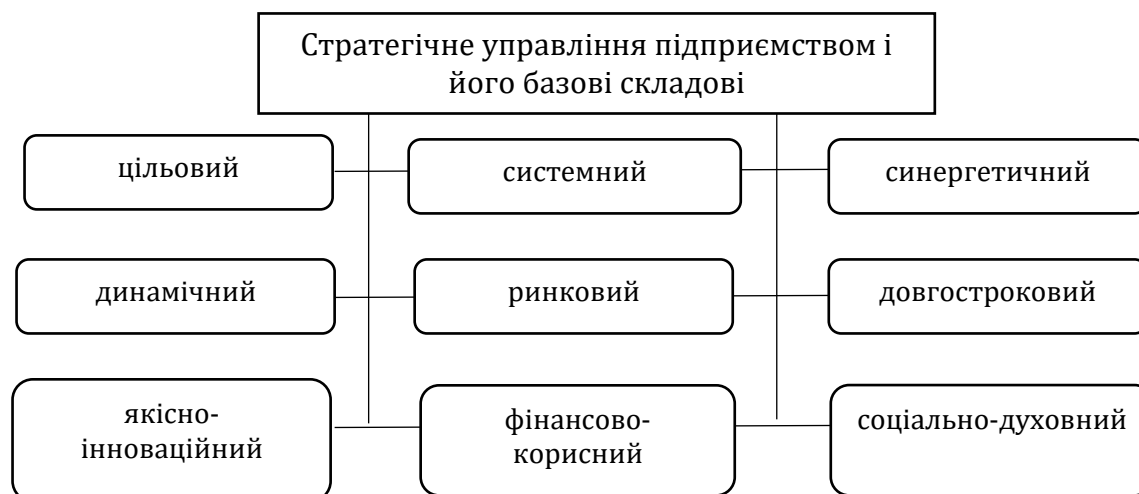 Стратегічне управління підприємством і
його базові складові
цільовий
системний
синергетичний
динамічний
ринковий
довгостроковий
якісно-
інноваційний
фінансово-
корисний
соціально-духовний